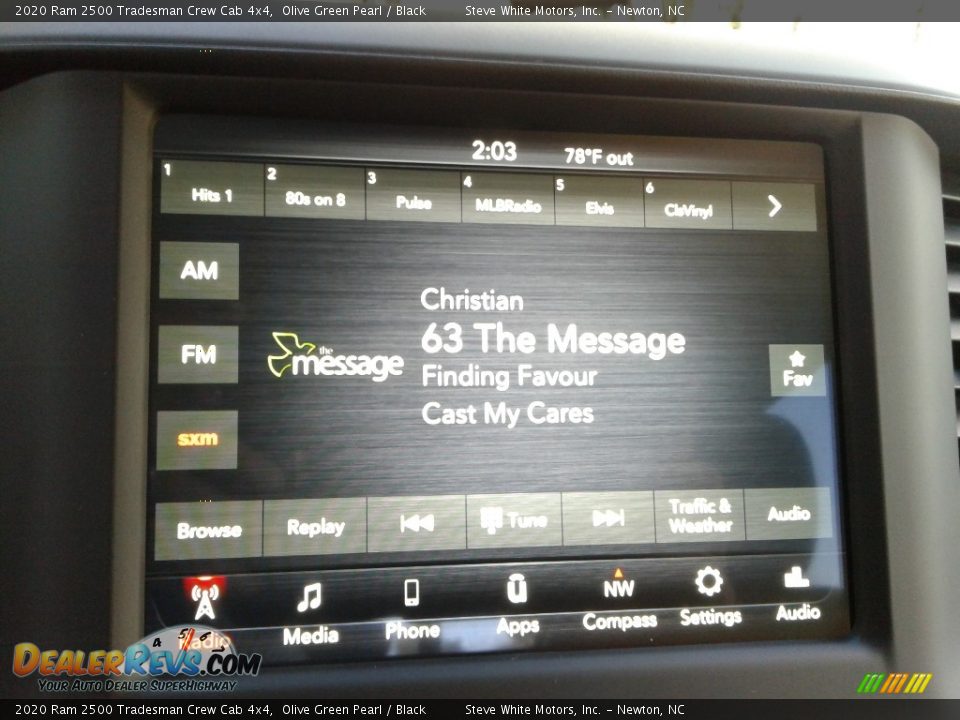 2020 Ram 2500 Tradesman Crew Cab 4x4, Olive Green Pearl / Black Steve White Motors, Inc. - Newton, NC
2:03 78°F out
1 Hits 1 2 80s on 8 3 Pulse 4 MLBRadio 5 Elvis 6 ClsVinyl
AM
FM
sxm
the message
Christian
63 The Message
Finding Favour
Cast My Cares
Fav
Browse Replay Tune Traffic & Weather Audio
Radio Media Phone Apps NW Compass Settings Audio
4 5 6
DealerRevs.com
Your Auto Dealer SuperHighway
2020 Ram 2500 Tradesman Crew Cab 4x4, Olive Green Pearl / Black Steve White Motors, Inc. - Newton, NC